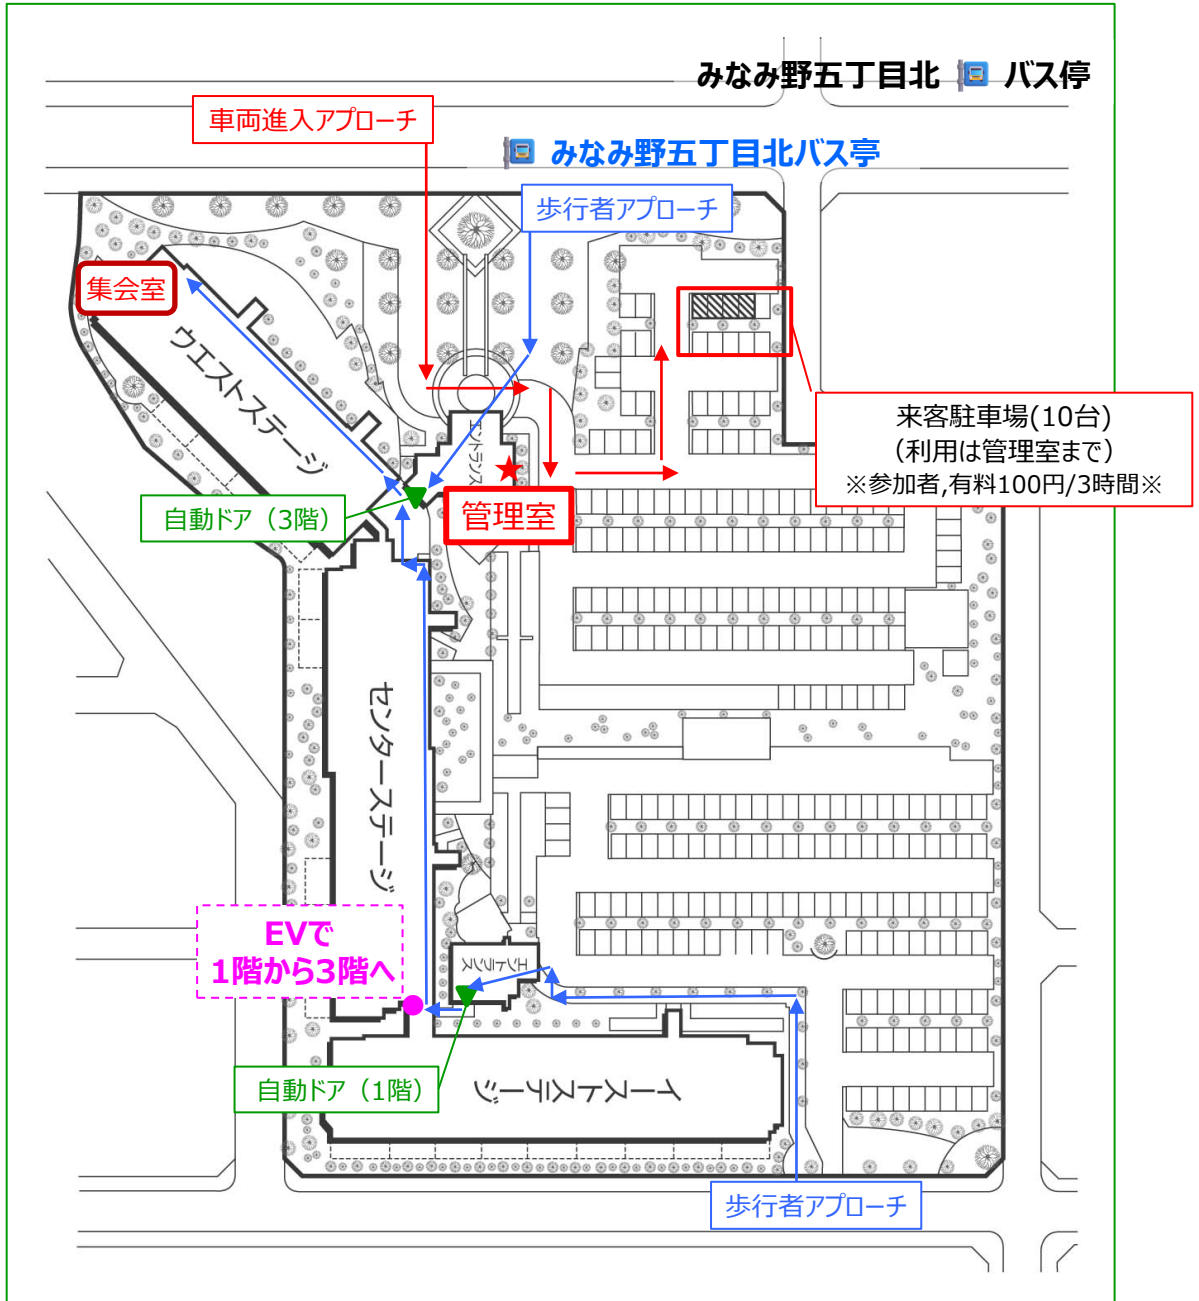 みなみ野五丁目北 バス停
車両進入アプローチ
みなみ野五丁目北バス亭
歩行者アプローチ
集会室
ウエストステージ
エントランス
来客駐車場(10台)
(利用は管理室まで)
※参加者,有料100円/3時間※
自動ドア（3階）
管理室
センターステージ
EVで
1階から3階へ
エントラン
ス
自動ドア（1階）
イーストステージ
歩行者アプローチ